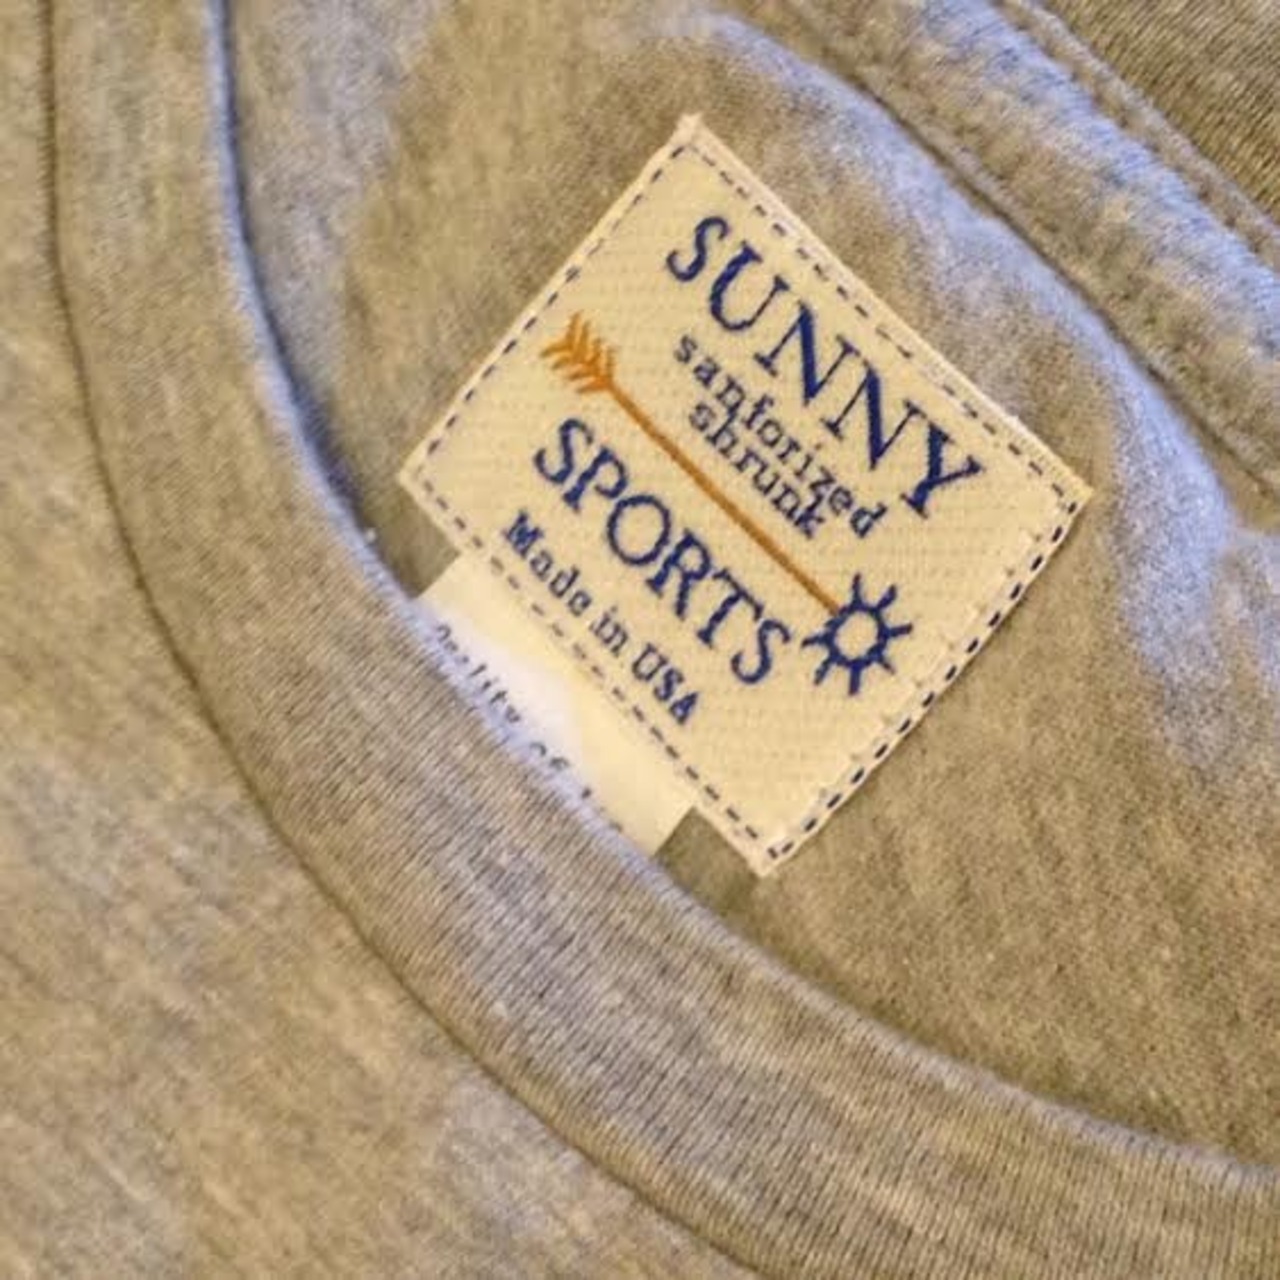 SUNNY
sanforized
shrunk
SPORTS
Made in USA